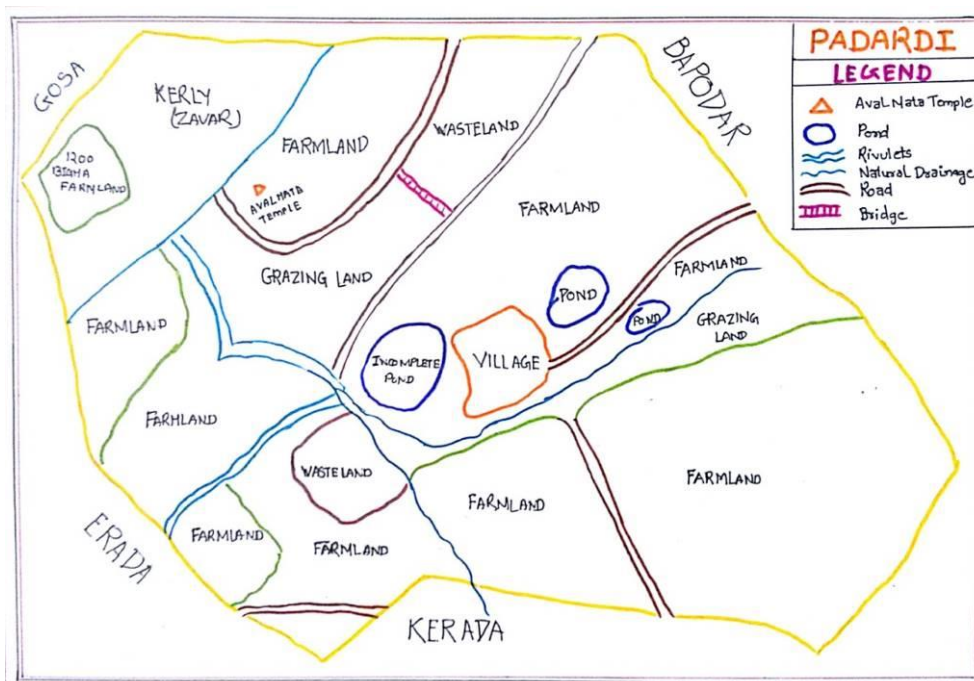 PADARDI
LEGEND
AVAL MATA TEMPLE
Pond
Rivulets
Natural Drainage
Road
Bridge
GOSA
BAPODAR
KERLY
(ZAVAR)
WASTELAND
FARMLAND
1200
BIGHA
FARMLAND
AVALMATA
TEMPLE
FARMLAND
GRAZING LAND
FARMLAND
POND
GRAZING
LAND
FARMLAND
POND
INCOMPLETE
POND
VILLAGE
FARMLAND
WASTELAND
FARMLAND
FARMLAND
ERADA
FARMLAND
FARMLAND
KERADA